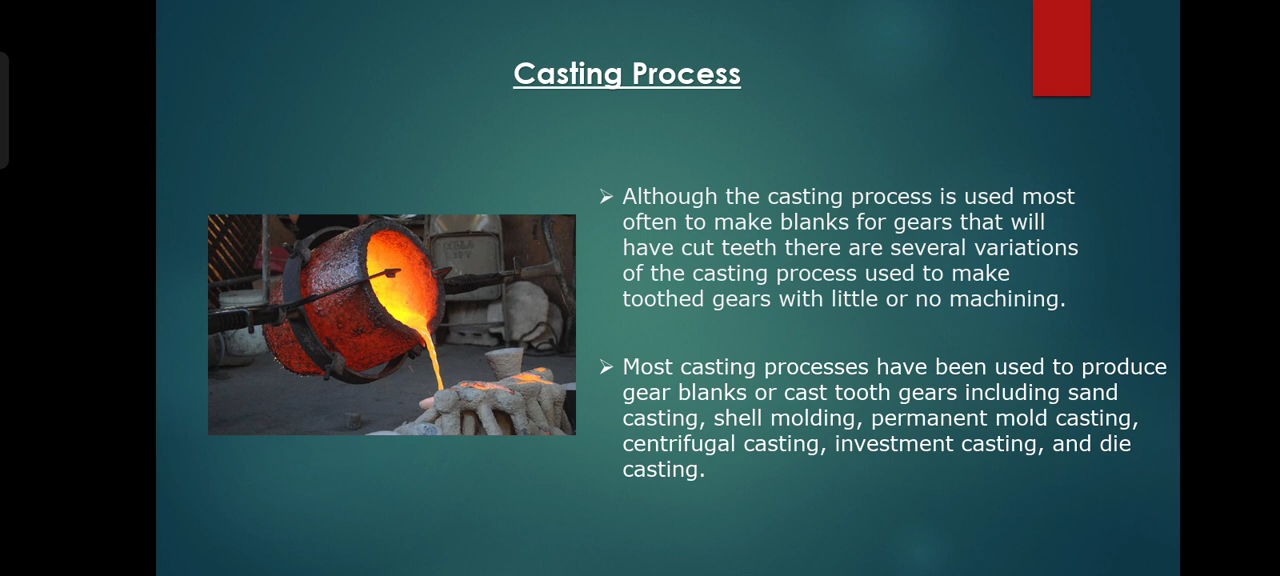 Casting Process
➢ Although the casting process is used most
often to make blanks for gears that will
have cut teeth there are several variations
of the casting process used to make
toothed gears with little or no machining.
➢ Most casting processes have been used to produce
gear blanks or cast tooth gears including sand
casting, shell molding, permanent mold casting,
centrifugal casting, investment casting, and die
casting.